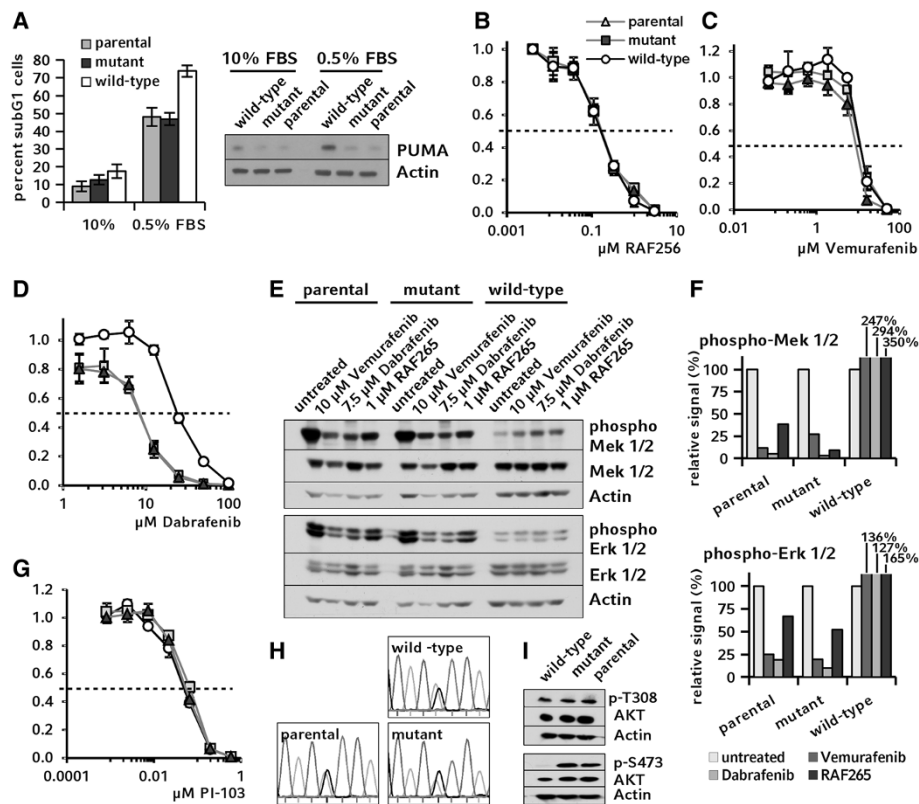 A
parental
mutant
wild-type
percent subG1 cells
80
70
60
50
40
30
20
10
0
10%
0.5% FBS
10% FBS
0.5% FBS
wild-type
mutant
parental
wild-type
mutant
parental
PUMA
Actin
B
parental
mutant
wild-type
1.0
0.8
0.6
0.4
0.2
0.0
0.001
0.1
10
µM RAF256
C
1.2
1.0
0.8
0.6
0.4
0.2
0.0
0.01
1
100
µM Vemurafenib
D
1.0
0.8
0.6
0.4
0.2
0.0
1
10
100
µM Dabrafenib
E
parental
mutant
wild-type
untreated
10 µM Vemurafenib
7.5 µM Dabrafenib
1 µM RAF265
untreated
10 µM Vemurafenib
7.5 µM Dabrafenib
1 µM RAF265
untreated
10 µM Vemurafenib
7.5 µM Dabrafenib
1 µM RAF265
phospho
Mek 1/2
Mek 1/2
Actin
phospho
Erk 1/2
Erk 1/2
Actin
F
247%
294%
350%
phospho-Mek 1/2
relative signal (%)
100
75
50
25
0
parental
mutant
wild-type
136%
127%
165%
phospho-Erk 1/2
relative signal (%)
100
75
50
25
0
parental
mutant
wild-type
untreated
Vemurafenib
Dabrafenib
RAF265
G
1.2
1.0
0.8
0.6
0.4
0.2
0.0
0.0001
0.01
1
µM PI-103
H
wild -type
parental
mutant
I
wild-type
mutant
parental
p-T308
AKT
Actin
p-S473
AKT
Actin